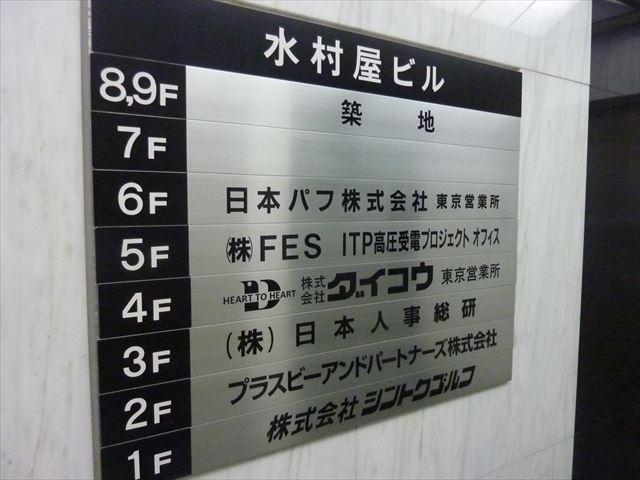 水村屋ビル
8,9F 築地
7F
6F 日本パフ株式会社 東京営業所
5F ㈱FES ITP高圧受電プロジェクト オフィス
4F HEART TO HEART 株式会社 ダイコウ 東京営業所
3F (株)日本人事総研
2F プラスビーアンドパートナーズ株式会社
1F 株式会社 シントクゴルフ